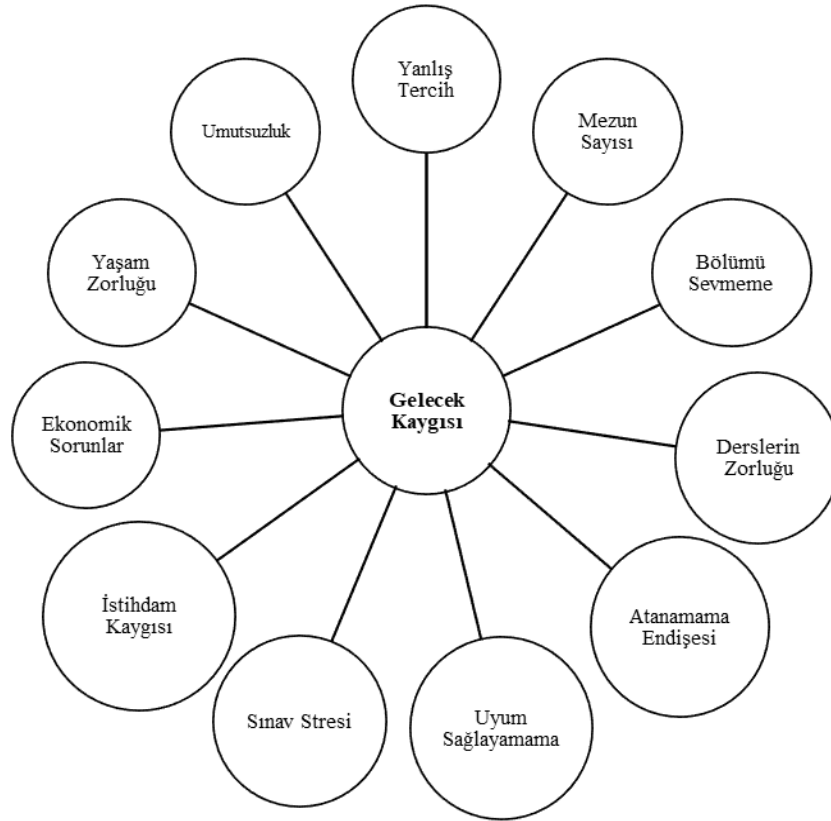 Yanlış
Tercih
Mezun
Sayısı
Bölümü
Sevmeme
Derslerin
Zorluğu
Atanamama
Endişesi
Uyum
Sağlayamama
Sınav Stresi
İstihdam
Kaygısı
Ekonomik
Sorunlar
Yaşam
Zorluğu
Umutsuzluk
Gelecek
Kaygısı